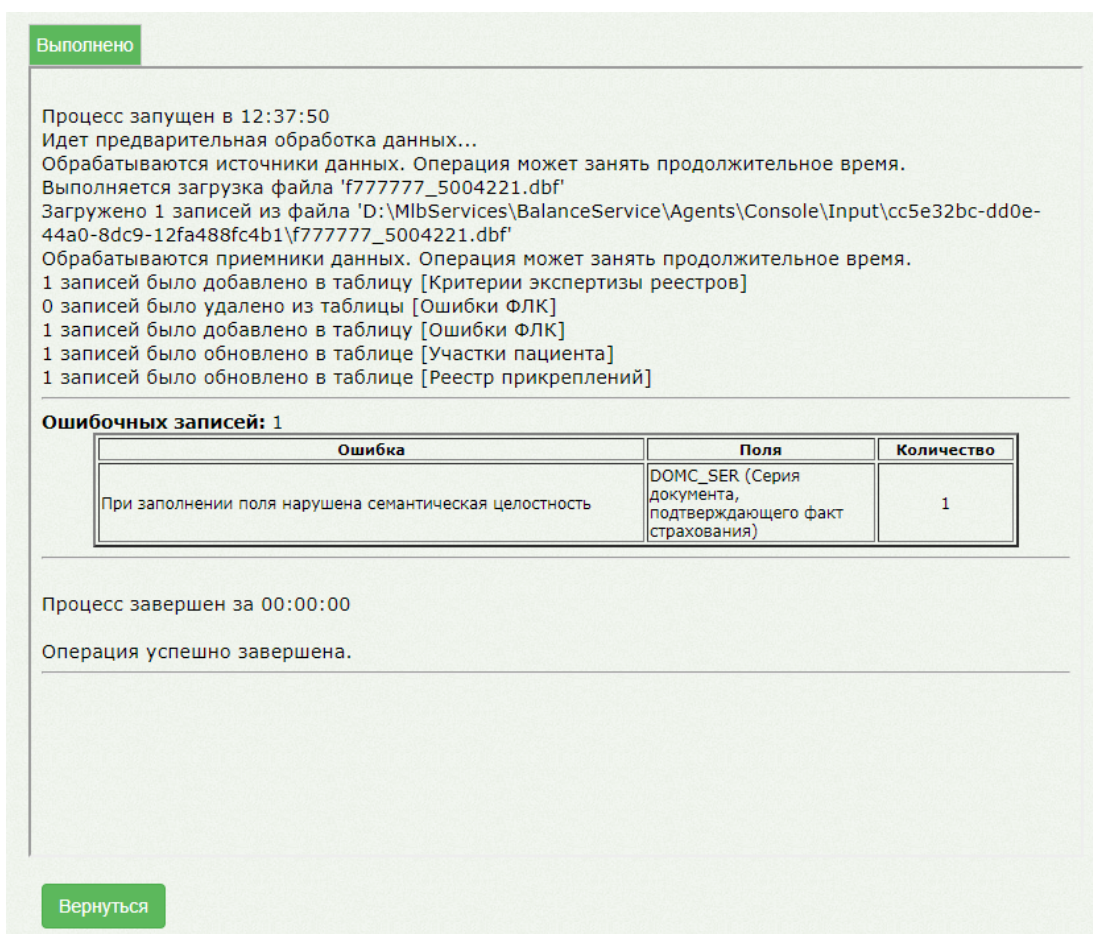 Выполнено
Процесс запущен в 12:37:50
Идет предварительная обработка данных...
Обрабатываются источники данных. Операция может занять продолжительное время.
Выполняется загрузка файла 'f777777_5004221.dbf'
Загружено 1 записей из файла 'D:\MlbServices\BalanceService\Agents\Console\Input\cc5e32bc-dd0e-
44a0-8dc9-12fa488fc4b1\f777777_5004221.dbf'
Обрабатываются приемники данных. Операция может занять продолжительное время.
1 записей было добавлено в таблицу [Критерии экспертизы реестров]
0 записей было удалено из таблицы [Ошибки ФЛК]
1 записей было добавлено в таблицу [Ошибки ФЛК]
1 записей было обновлено в таблице [Участки пациента]
1 записей было обновлено в таблице [Реестр прикреплений]
Ошибочных записей: 1
Ошибка Поля Количество
При заполнении поля нарушена семантическая целостность
DOMC_SER (Серия
документа,
подтверждающего факт
страхования)
1
Процесс завершен за 00:00:00
Операция успешно завершена.
Вернуться